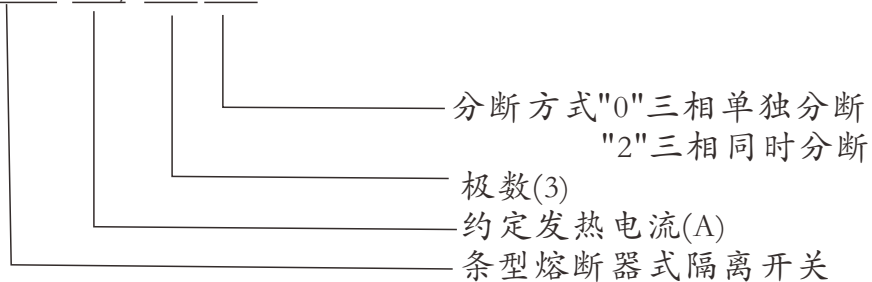 分断方式"0"三相单独分断
"2"三相同时分断
极数(3)
约定发热电流(A)
条型熔断器式隔离开关